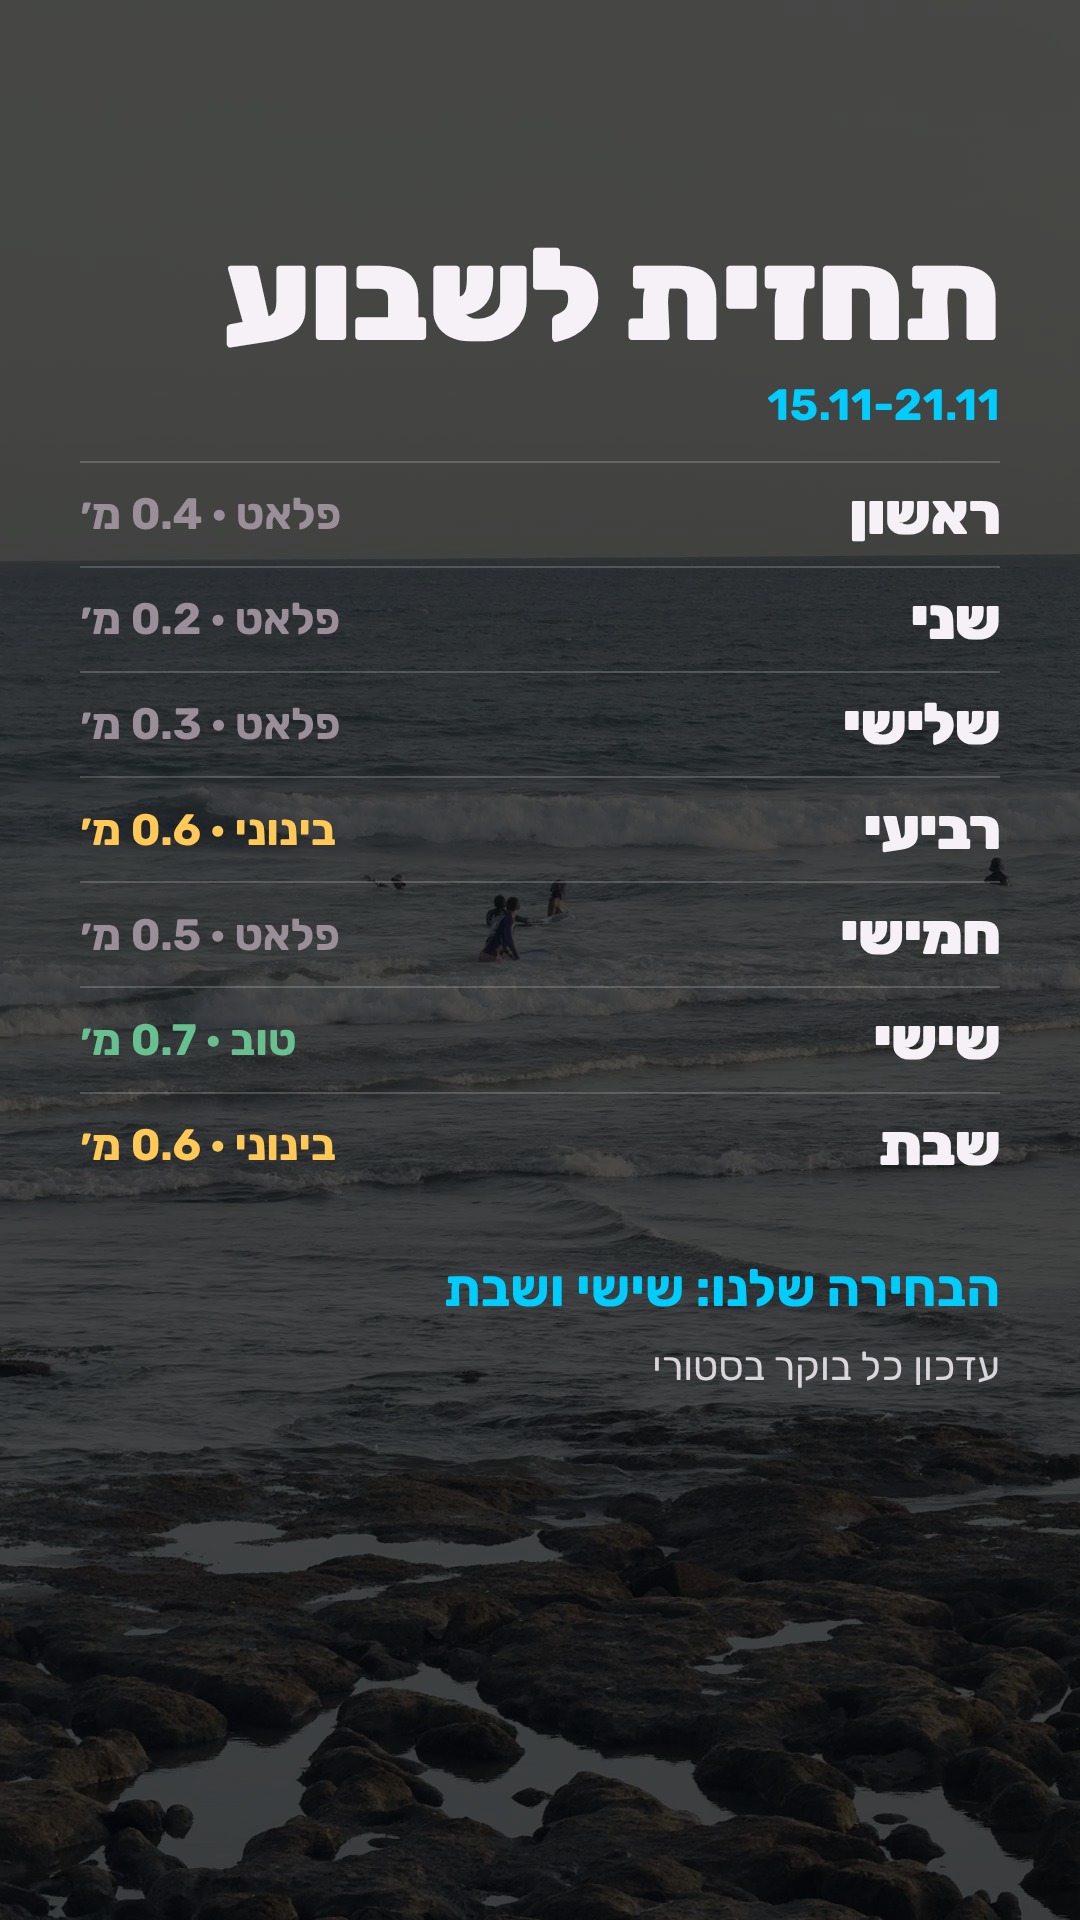 תחזית לשבוע
15.11-21.11
ראשון פלאט • 0.4 מ׳
שני פלאט • 0.2 מ׳
שלישי פלאט • 0.3 מ׳
רביעי בינוני • 0.6 מ׳
חמישי פלאט • 0.5 מ׳
שישי טוב • 0.7 מ׳
שבת בינוני • 0.6 מ׳
הבחירה שלנו: שישי ושבת
עדכון כל בוקר בסטורי